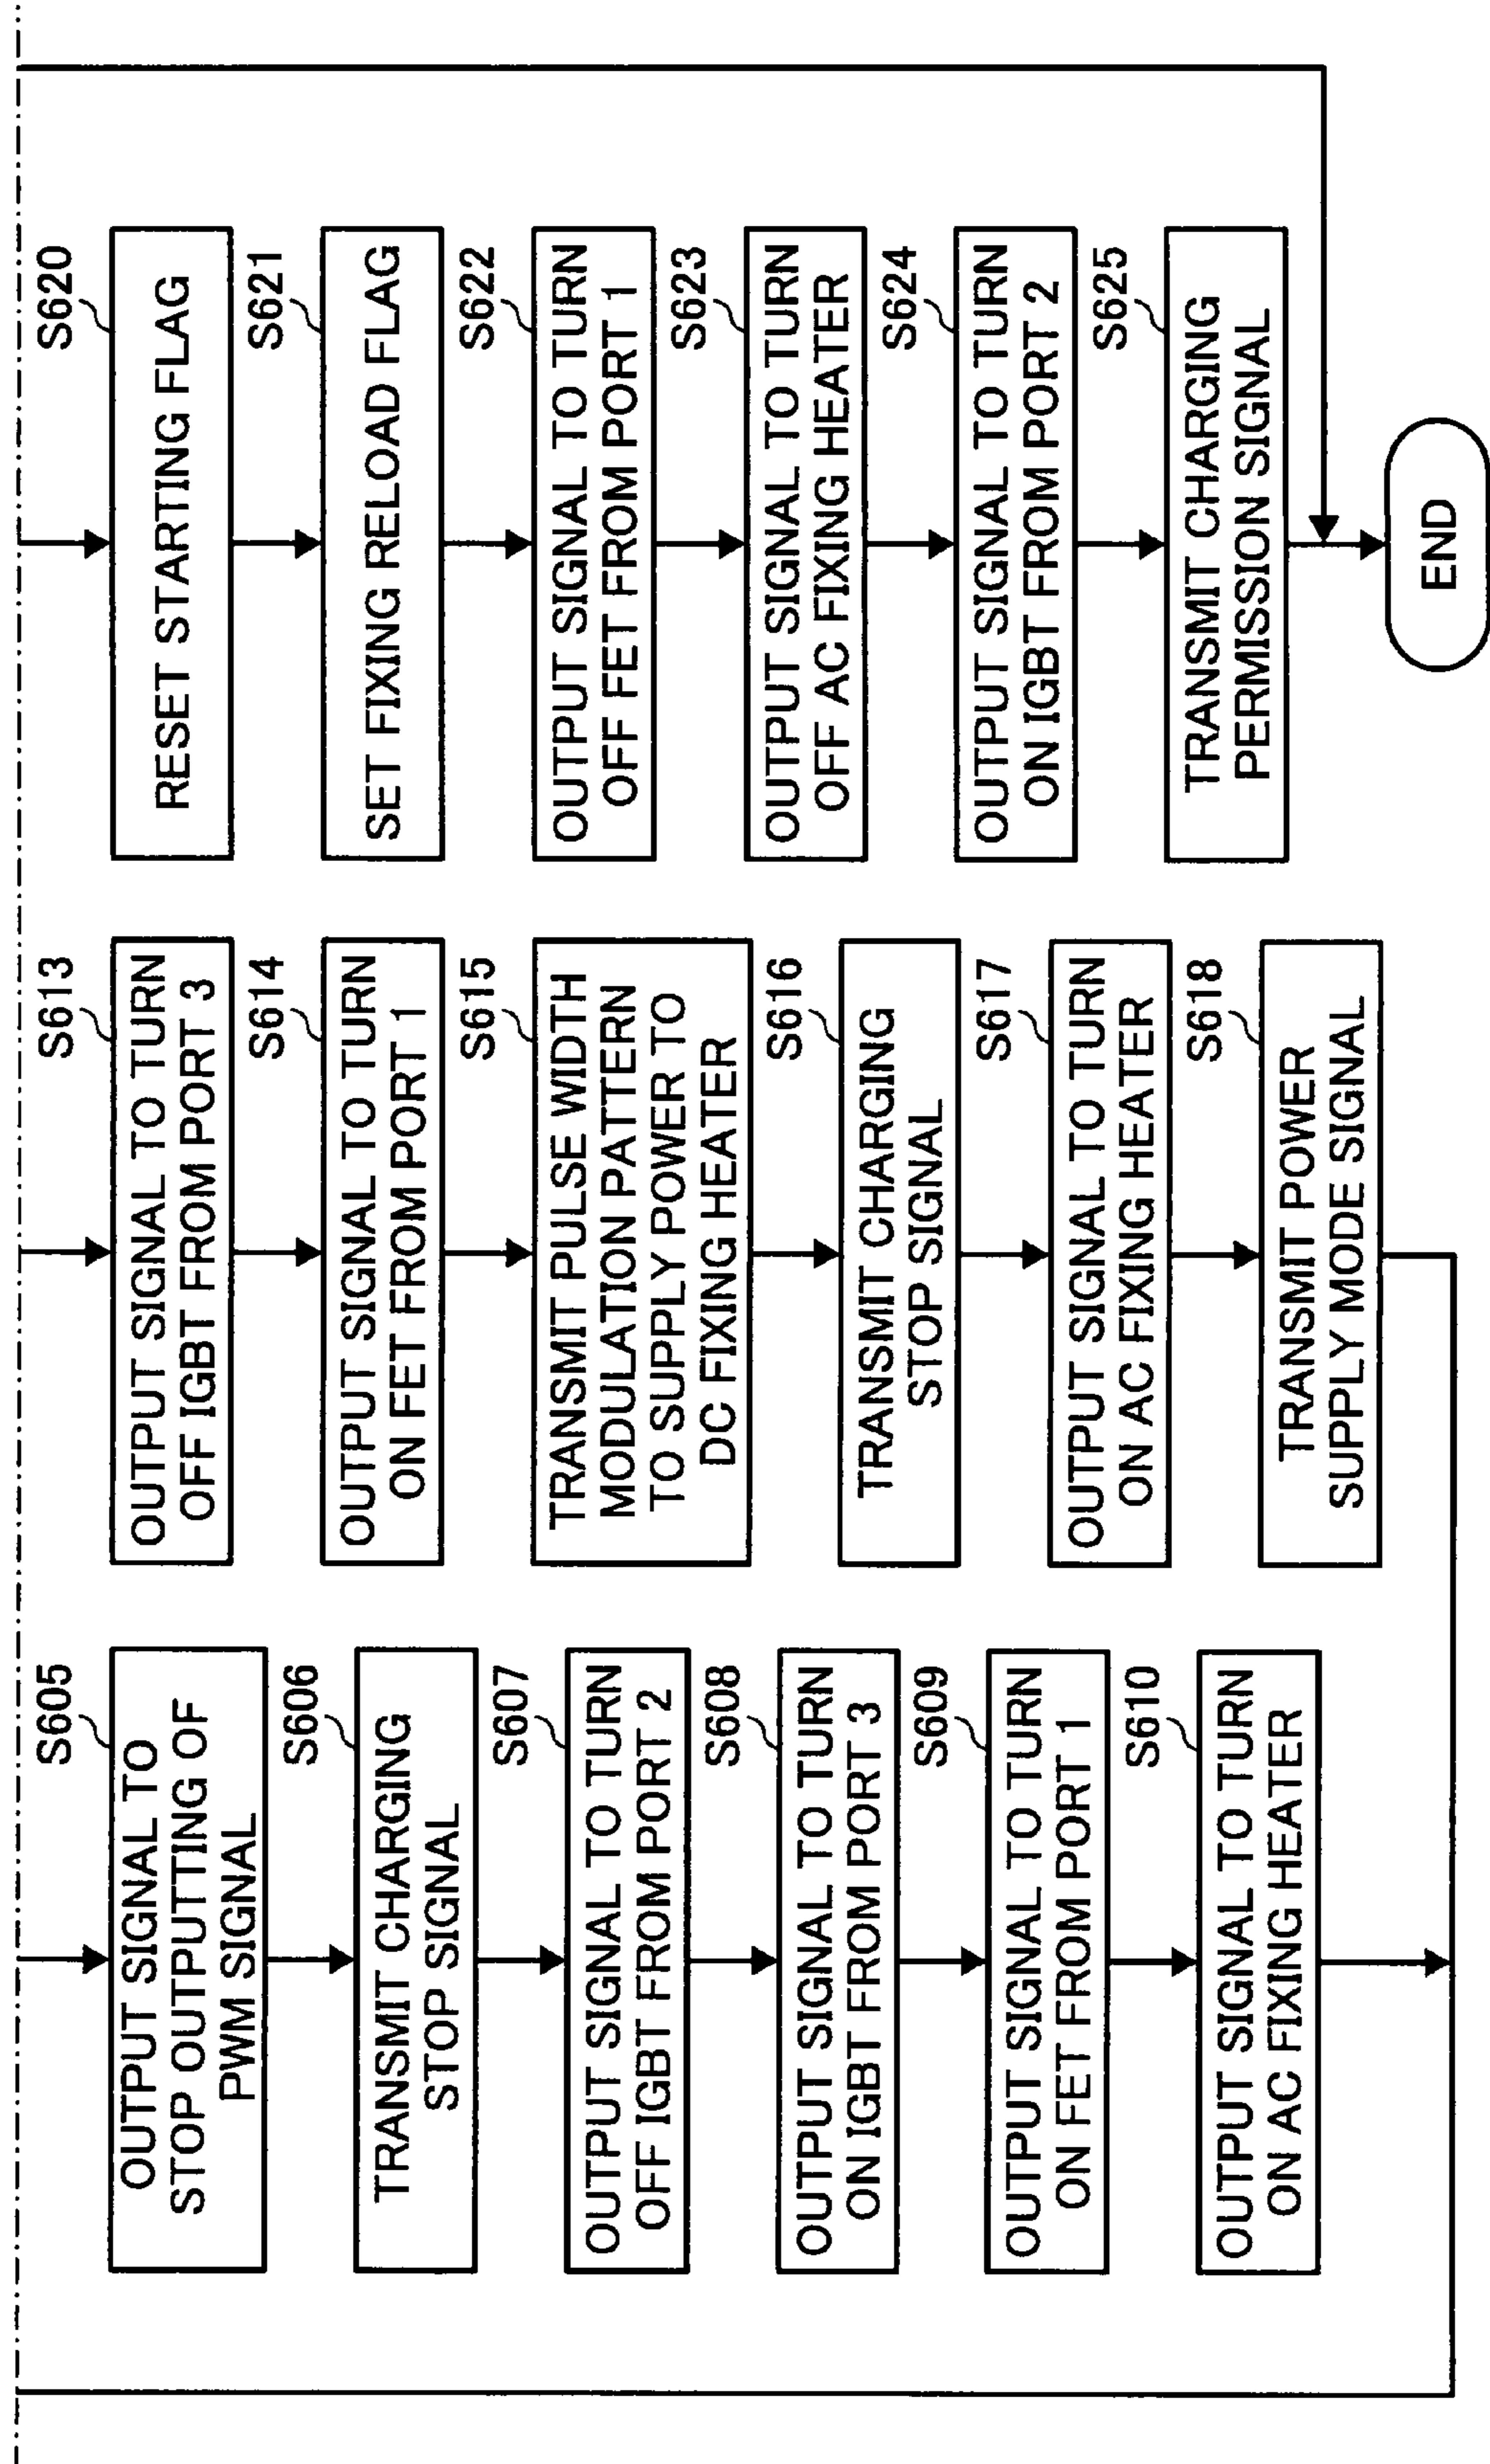 S605
OUTPUT SIGNAL TO
STOP OUTPUTTING OF
PWM SIGNAL
S606
TRANSMIT CHARGING
STOP SIGNAL
S607
OUTPUT SIGNAL TO TURN
OFF IGBT FROM PORT 2
S608
OUTPUT SIGNAL TO TURN
ON IGBT FROM PORT 3
S609
OUTPUT SIGNAL TO TURN
ON FET FROM PORT 1
S610
OUTPUT SIGNAL TO TURN
ON AC FIXING HEATER
S613
OUTPUT SIGNAL TO TURN
OFF IGBT FROM PORT 3
S614
OUTPUT SIGNAL TO TURN
ON FET FROM PORT 1
S615
TRANSMIT PULSE WIDTH
MODULATION PATTERN
TO SUPPLY POWER TO
DC FIXING HEATER
S616
TRANSMIT CHARGING
STOP SIGNAL
S617
OUTPUT SIGNAL TO TURN
ON AC FIXING HEATER
S618
TRANSMIT POWER
SUPPLY MODE SIGNAL
S620
RESET STARTING FLAG
S621
SET FIXING RELOAD FLAG
S622
OUTPUT SIGNAL TO TURN
OFF FET FROM PORT 1
S623
OUTPUT SIGNAL TO TURN
OFF AC FIXING HEATER
S624
OUTPUT SIGNAL TO TURN
ON IGBT FROM PORT 2
S625
TRANSMIT CHARGING
PERMISSION SIGNAL
END